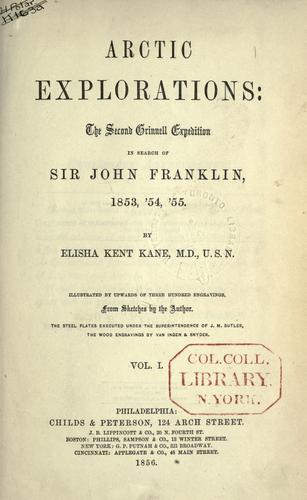 ARCTIC
EXPLORATIONS:
The Second Grinnell Expedition
IN SEARCH OF
SIR JOHN FRANKLIN,
1853, '54, '55.
BY
ELISHA KENT KANE, M.D., U.S.N.
ILLUSTRATED BY UPWARDS OF THREE HUNDRED ENGRAVINGS,
From Sketches by the Author.
THE STEEL PLATES EXECUTED UNDER THE SUPERINTENDENCE OF J. M. BUTLER,
THE WOOD ENGRAVINGS BY VAN INGEN & SNYDER.
VOL. I.
COL. COLL.
LIBRARY.
N.YORK.
PHILADELPHIA:
CHILDS & PETERSON, 124 ARCH STREET.
J. B. LIPPINCOTT & CO., 20 N. FOURTH ST.
BOSTON: PHILLIPS, SAMPSON & CO., 13 WINTER STREET.
NEW YORK: G. P. PUTNAM & CO., 321 BROADWAY.
CINCINNATI: APPLEGATE & CO., 48 MAIN STREET.
1856.